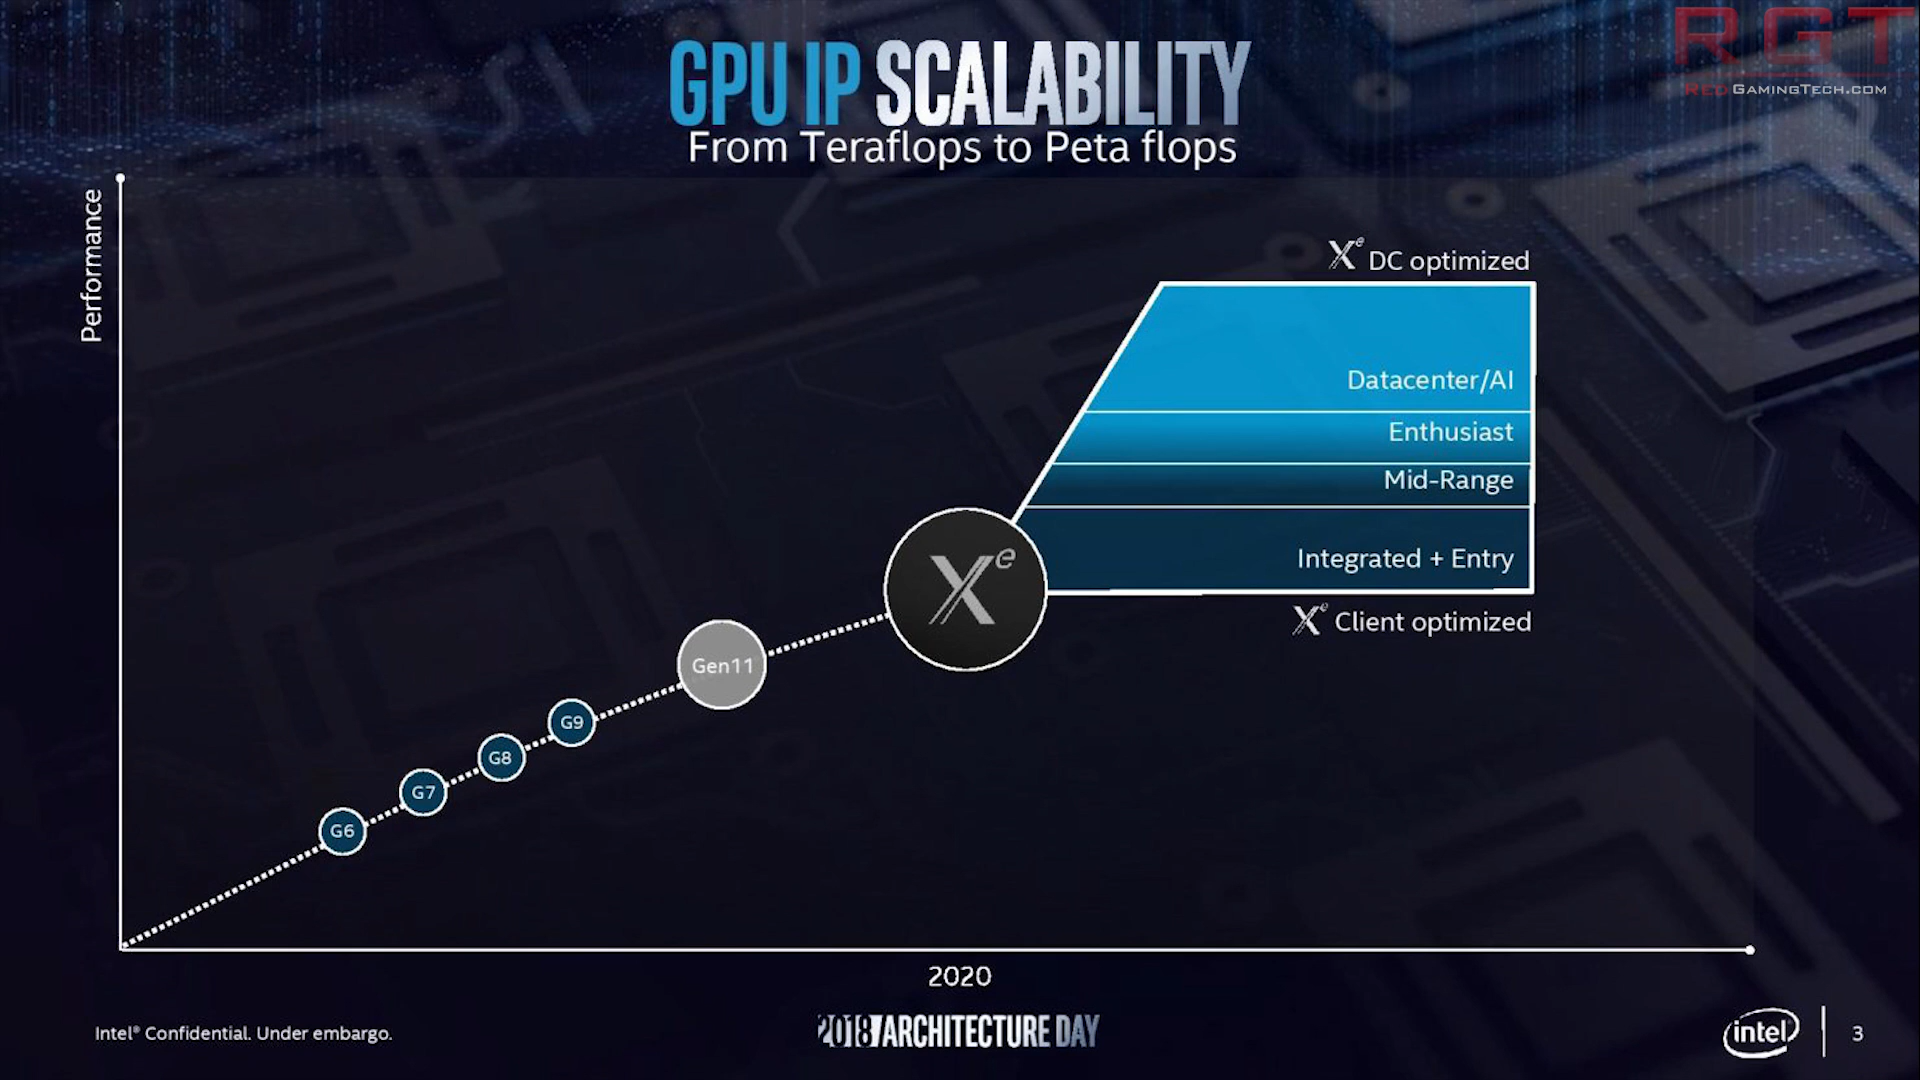 RGT
REDGAMINGTECH.COM
GPU IP SCALABILITY
From Teraflops to Peta flops
Performance
Xe DC optimized
Datacenter/AI
Enthusiast
Mid-Range
Integrated + Entry
Xe Client optimized
Xe
Gen11
G9
G8
G7
G6
2020
Intel® Confidential. Under embargo.
2018 ARCHITECTURE DAY
intel
3